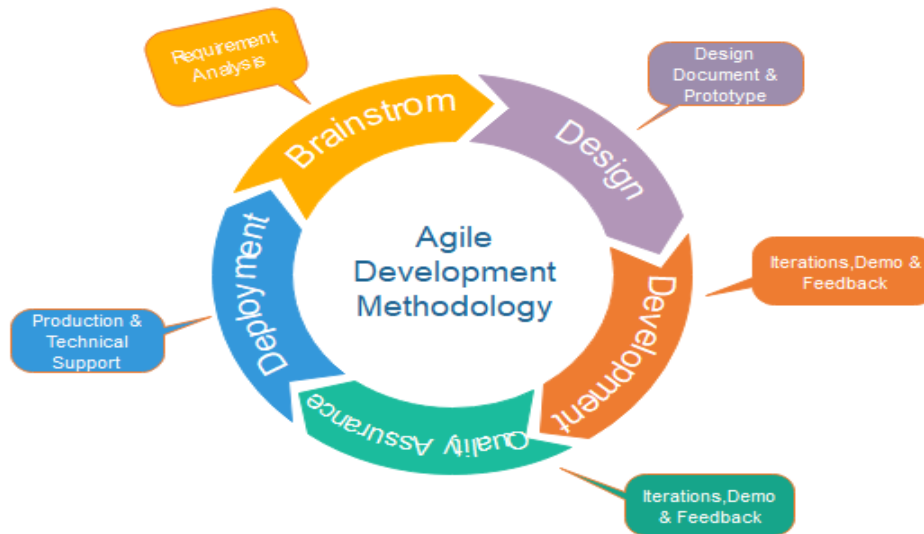 Requirement
Analysis
Brainstrom
Design
Document &
Prototype
Design
Agile
Development
Methodology
Iterations,Demo &
Feedback
Development
Deployment
Production &
Technical
Support
Quality Assurance
Iterations,Demo
& Feedback